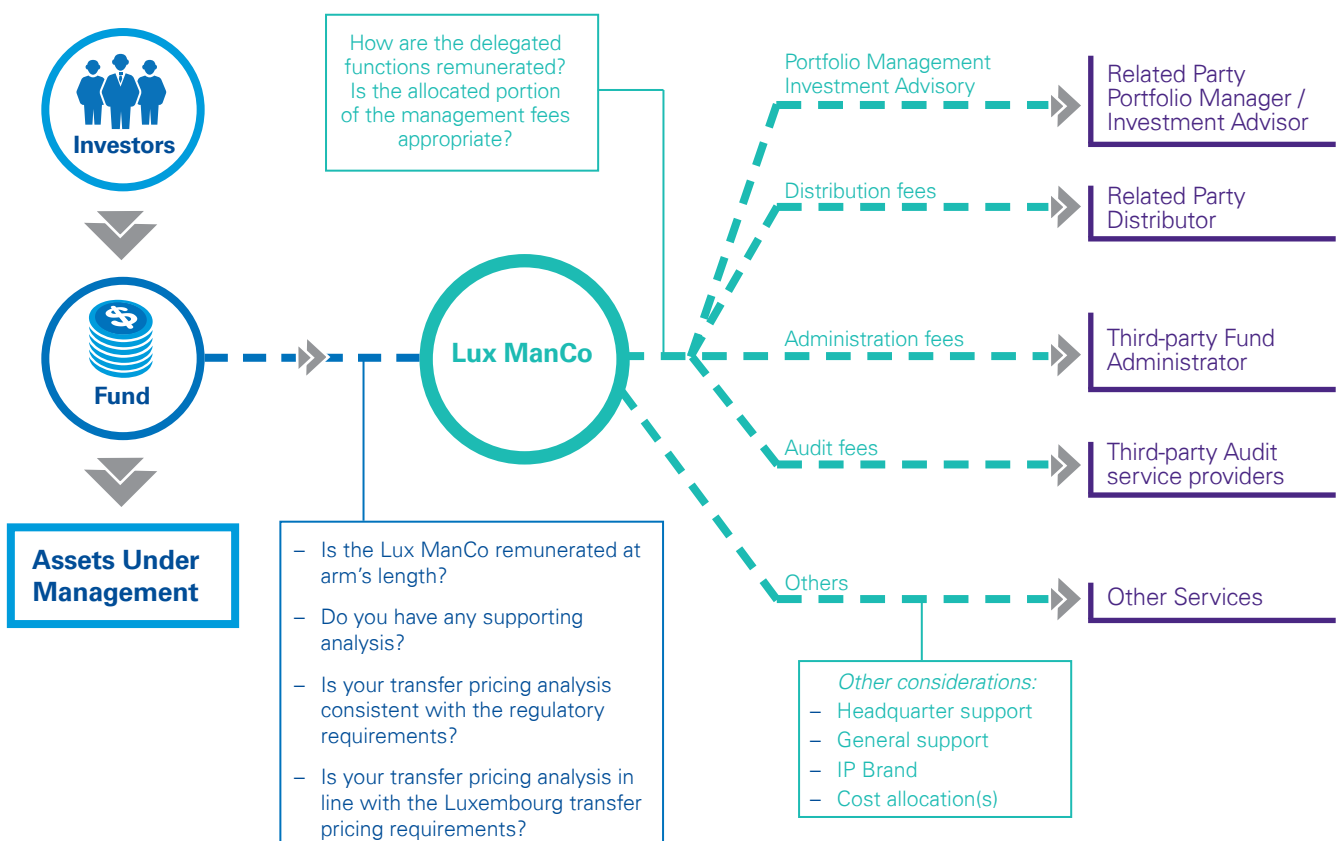 How are the delegated
functions remunerated?
Is the allocated portion
of the management fees
appropriate?
Investors
Fund
Assets Under
Management
Lux ManCo
– Is the Lux ManCo remunerated at
arm’s length?
– Do you have any supporting
analysis?
– Is your transfer pricing analysis
consistent with the regulatory
requirements?
– Is your transfer pricing analysis in
line with the Luxembourg transfer
pricing requirements?
Portfolio Management
Investment Advisory
Related Party
Portfolio Manager /
Investment Advisor
Distribution fees
Related Party
Distributor
Administration fees
Third-party Fund
Administrator
Audit fees
Third-party Audit
service providers
Others
Other Services
Other considerations:
– Headquarter support
– General support
– IP Brand
– Cost allocation(s)